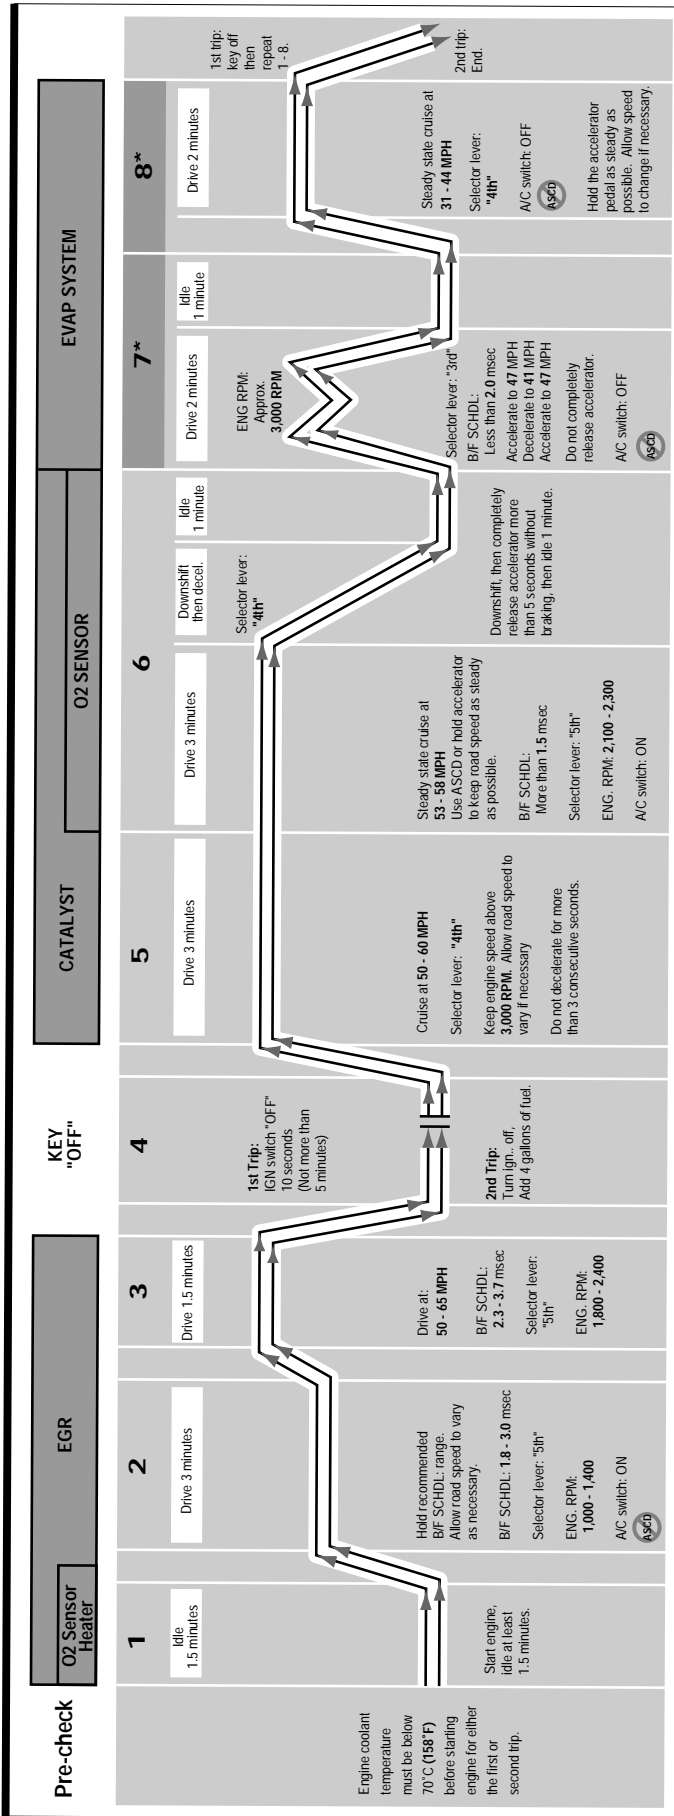 Pre-check
O2 Sensor
Heater
EGR
KEY
"OFF"
CATALYST
O2 SENSOR
EVAP SYSTEM
Engine coolant
temperature
must be below
70˚C (158˚F)
before starting
engine for either
the first or
second trip.
1
Idle
1.5 minutes
Start engine,
idle at least
1.5 minutes.
2
Drive 3 minutes
Hold recommended
B/F SCHDL: range.
Allow road speed to vary
as necessary.
B/F SCHDL: 1.8 - 3.0 msec
Selector lever: "5th"
ENG. RPM:
1,000 - 1,400
A/C switch: ON
ASCD
3
Drive 1.5 minutes
Drive at:
50 - 65 MPH
B/F SCHDL:
2.3 - 3.7 msec
Selector lever:
"5th"
ENG. RPM:
1,800 - 2,400
4
1st Trip:
IGN switch "OFF"
10 seconds
(Not more than
5 minutes)
2nd Trip:
Turn ign.. off,
Add 4 gallons of fuel.
5
Drive 3 minutes
Cruise at 50 - 60 MPH
Selector lever: "4th"
Keep engine speed above
3,000 RPM. Allow road speed to
vary if necessary
Do not decelerate for more
than 3 consecutive seconds.
6
Drive 3 minutes
Steady state cruise at
53 - 58 MPH
Use ASCD or hold accelerator
to keep road speed as steady
as possible.
B/F SCHDL:
More than 1.5 msec
Selector lever: "5th"
ENG. RPM: 2,100 - 2,300
A/C switch: ON
Downshift
then decel.
Selector lever:
"4th"
Idle
1 minute
Downshift, then completely
release accelerator more
than 5 seconds without
braking, then idle 1 minute.
7*
Drive 2 minutes
ENG RPM:
Approx.
3,000 RPM
Selector lever: "3rd"
B/F SCHDL:
Less than 2.0 msec
Accelerate to 47 MPH
Decelerate to 41 MPH
Accelerate to 47 MPH
Do not completely
release accelerator.
A/C switch: OFF
ASCD
Idle
1 minute
8*
Drive 2 minutes
Steady state cruise at
31 - 44 MPH
Selector lever:
"4th"
A/C switch: OFF
ASCD
Hold the accelerator
pedal as steady as
possible. Allow speed
to change if necessary.
1st trip:
key off
then
repeat
1 - 8.
2nd trip:
End.